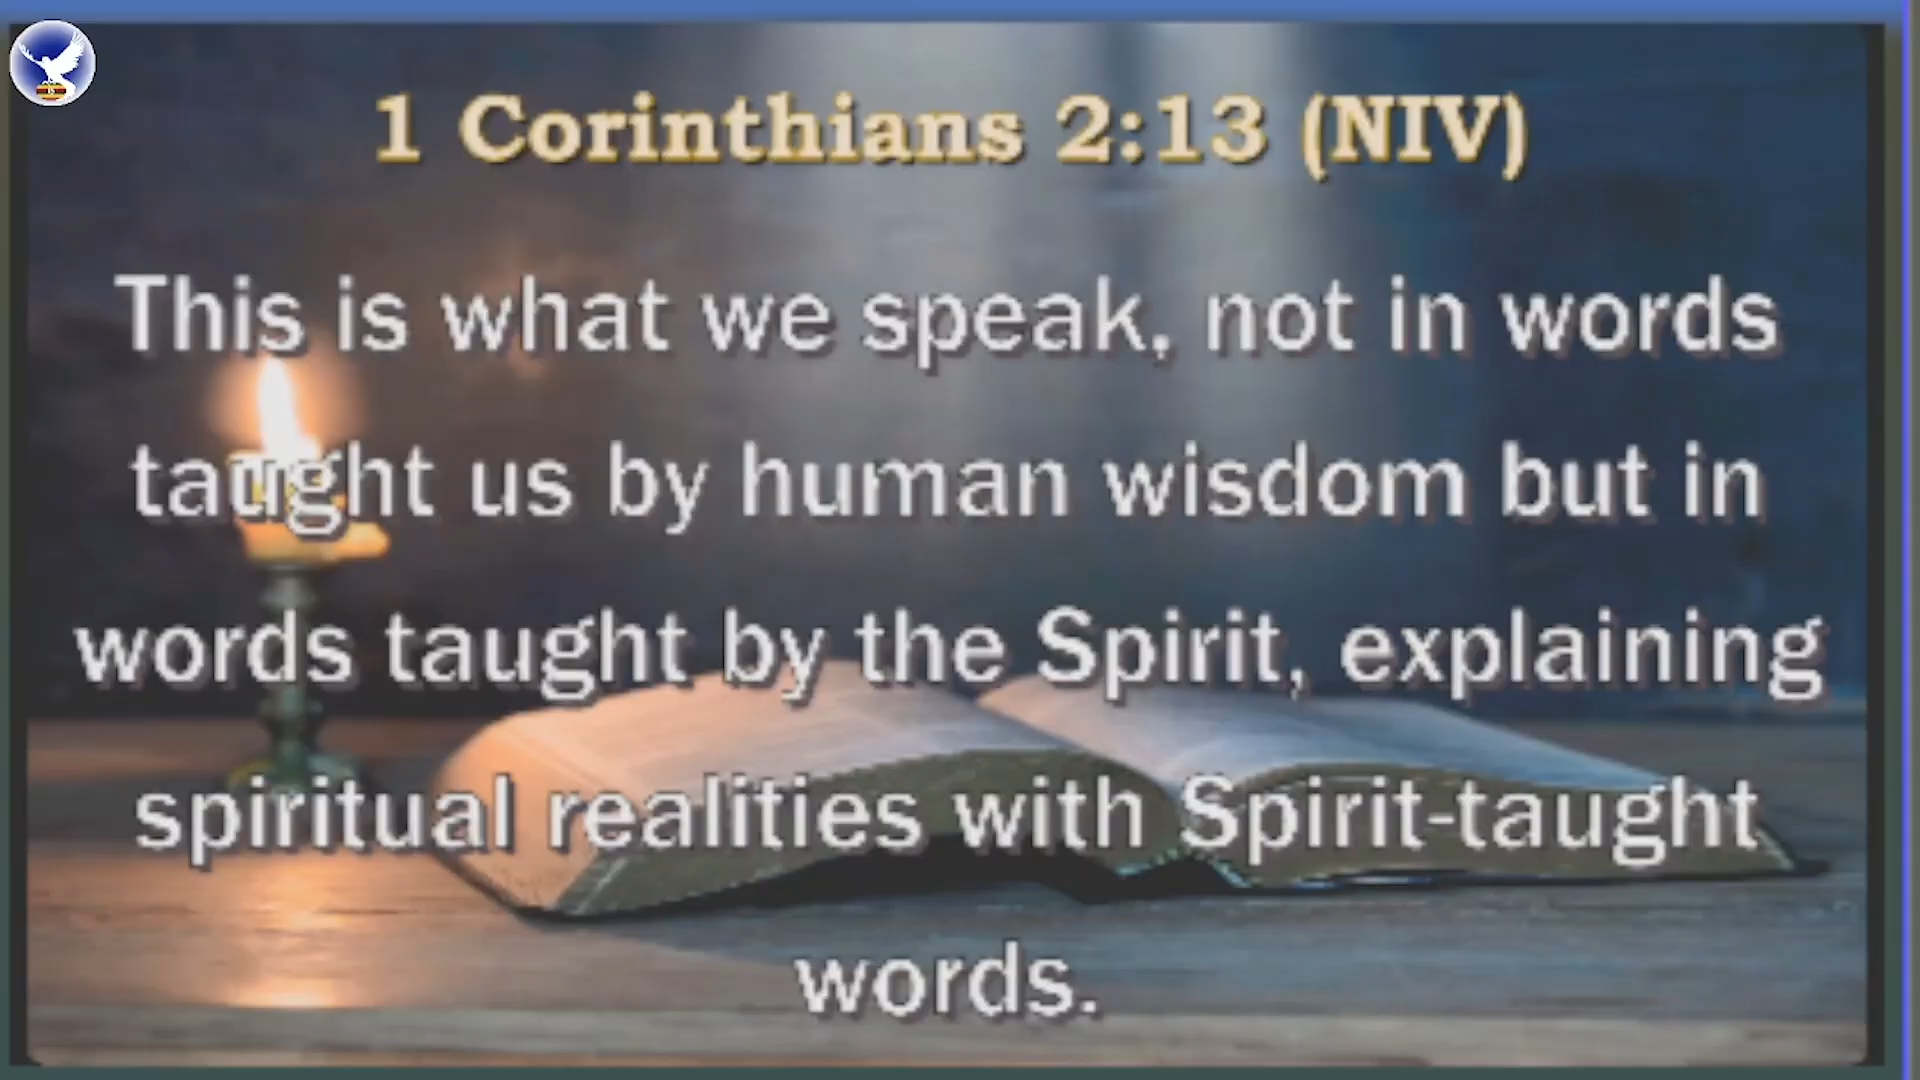 1 Corinthians 2:13 (NIV)
This is what we speak, not in words
taught us by human wisdom but in
words taught by the Spirit, explaining
spiritual realities with Spirit-taught
words.